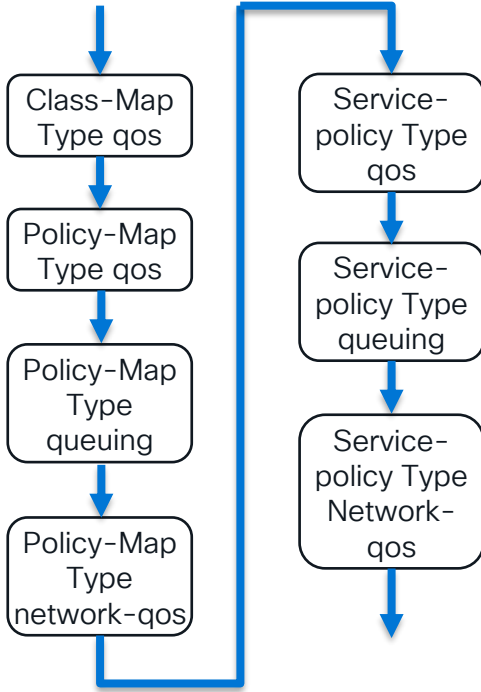 Class-Map
Type qos
Policy-Map
Type qos
Policy-Map
Type
queuing
Policy-Map
Type
network-qos
Service-
policy Type
qos
Service-
policy Type
queuing
Service-
policy Type
Network-
qos